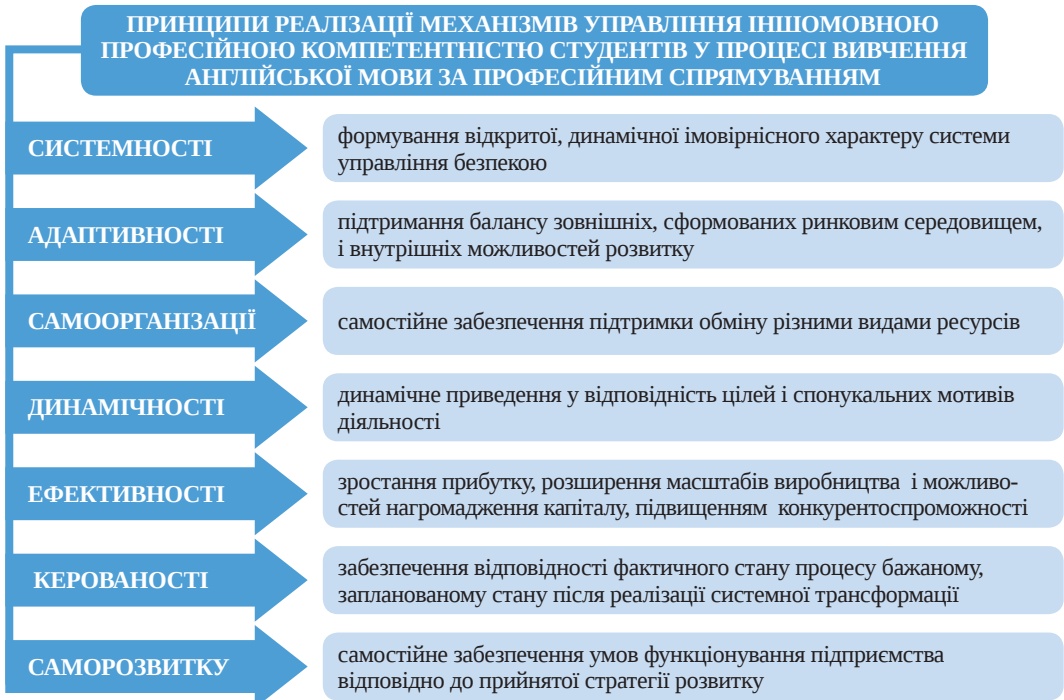 ПРИНЦИПИ РЕАЛІЗАЦІЇ МЕХАНІЗМІВ УПРАВЛІННЯ ІНШОМОВНОЮ
ПРОФЕСІЙНОЮ КОМПЕТЕНТНІСТЮ СТУДЕНТІВ У ПРОЦЕСІ ВИВЧЕННЯ
АНГЛІЙСЬКОЇ МОВИ ЗА ПРОФЕСІЙНИМ СПРЯМУВАННЯМ
СИСТЕМНОСТІ
формування відкритої, динамічної імовірнісного характеру системи
управління безпекою
АДАПТИВНОСТІ
підтримання балансу зовнішніх, сформованих ринковим середовищем,
і внутрішніх можливостей розвитку
САМООРГАНІЗАЦІЇ
самостійне забезпечення підтримки обміну різними видами ресурсів
ДИНАМІЧНОСТІ
динамічне приведення у відповідність цілей і спонукальних мотивів
діяльності
ЕФЕКТИВНОСТІ
зростання прибутку, розширення масштабів виробництва і можливо-
стей нагромадження капіталу, підвищенням конкурентоспроможності
КЕРОВАНОСТІ
забезпечення відповідності фактичного стану процесу бажаному,
запланованому стану після реалізації системної трансформації
САМОРОЗВИТКУ
самостійне забезпечення умов функціонування підприємства
відповідно до прийнятої стратегії розвитку